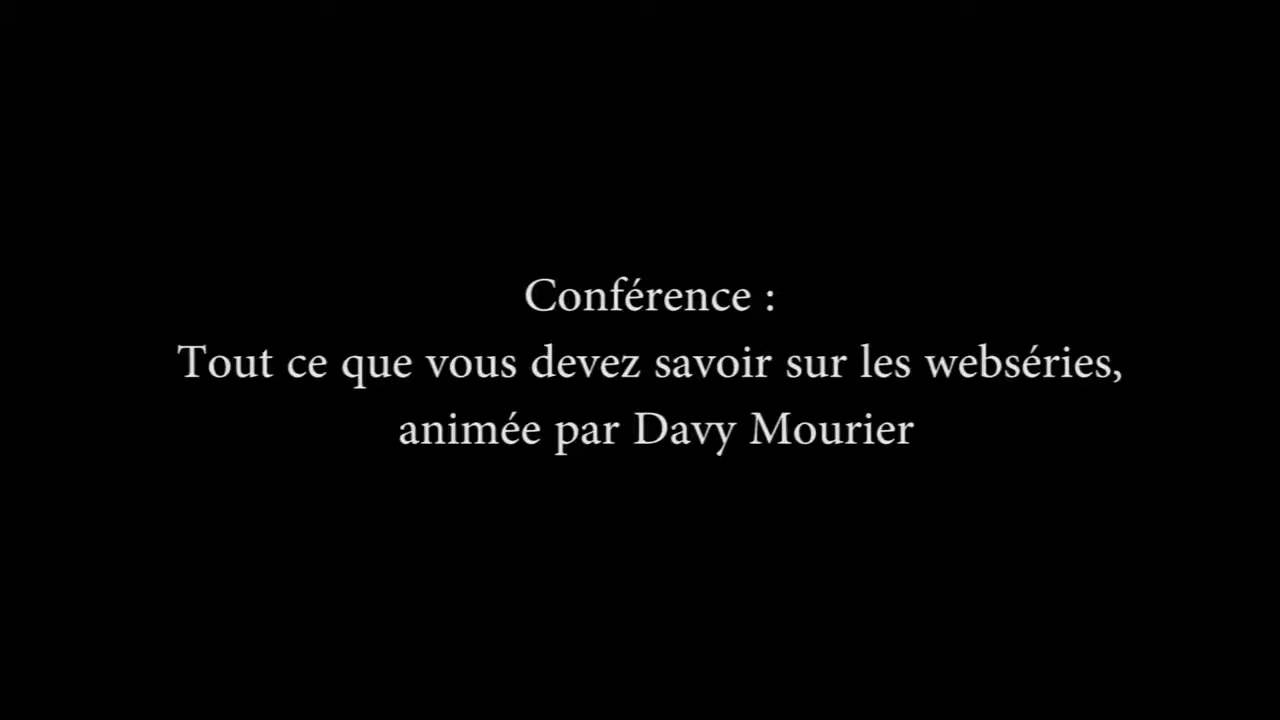 Conférence :
Tout ce que vous devez savoir sur les webséries,
animée par Davy Mourier